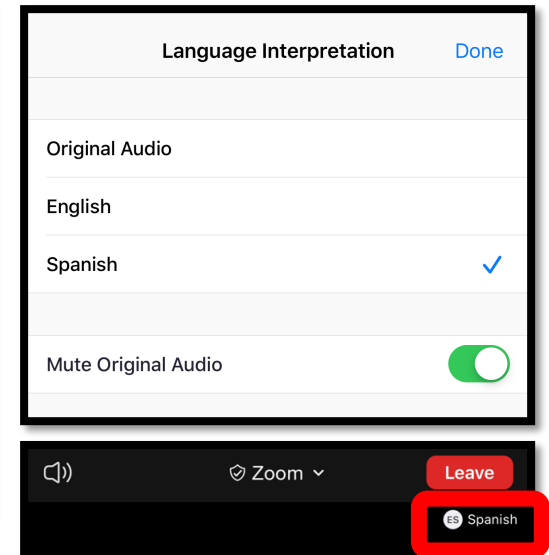 Language Interpretation Done
Original Audio
English
Spanish
Mute Original Audio
Zoom Leave
ES Spanish